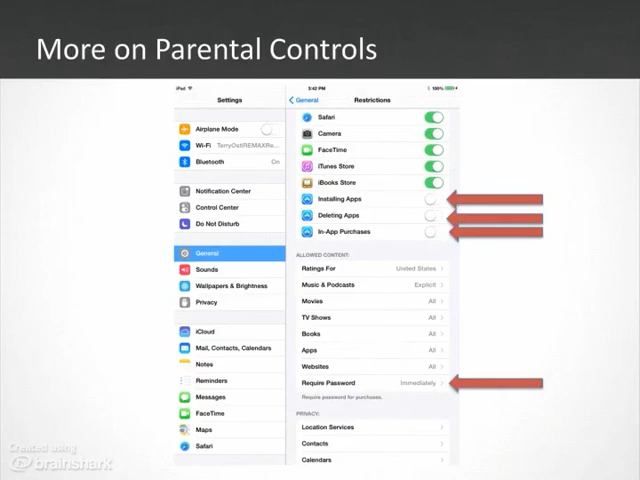 More on Parental Controls
iPad
3:42 PM
100%
Settings
General
Restrictions
Airplane Mode
Wi-Fi TerryOstlREMAXRe...
Bluetooth On
Notification Center
Control Center
Do Not Disturb
General
Sounds
Wallpapers & Brightness
Privacy
iCloud
Mail, Contacts, Calendars
Notes
Reminders
Messages
FaceTime
Maps
Safari
Safari
Camera
FaceTime
iTunes Store
iBooks Store
Installing Apps
Deleting Apps
In-App Purchases
ALLOWED CONTENT:
Ratings For United States
Music & Podcasts Explicit
Movies All
TV Shows All
Books All
Apps All
Websites All
Require Password Immediately
Require password for purchases.
PRIVACY:
Location Services
Contacts
Calendars
Created using
brainshark